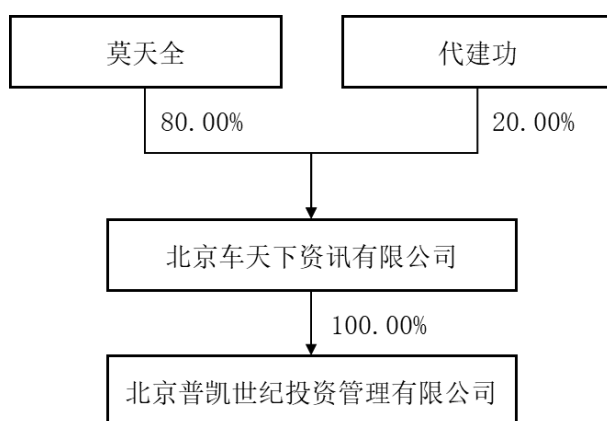 莫天全
代建功
80.00%
20.00%
北京车天下资讯有限公司
100.00%
北京普凯世纪投资管理有限公司